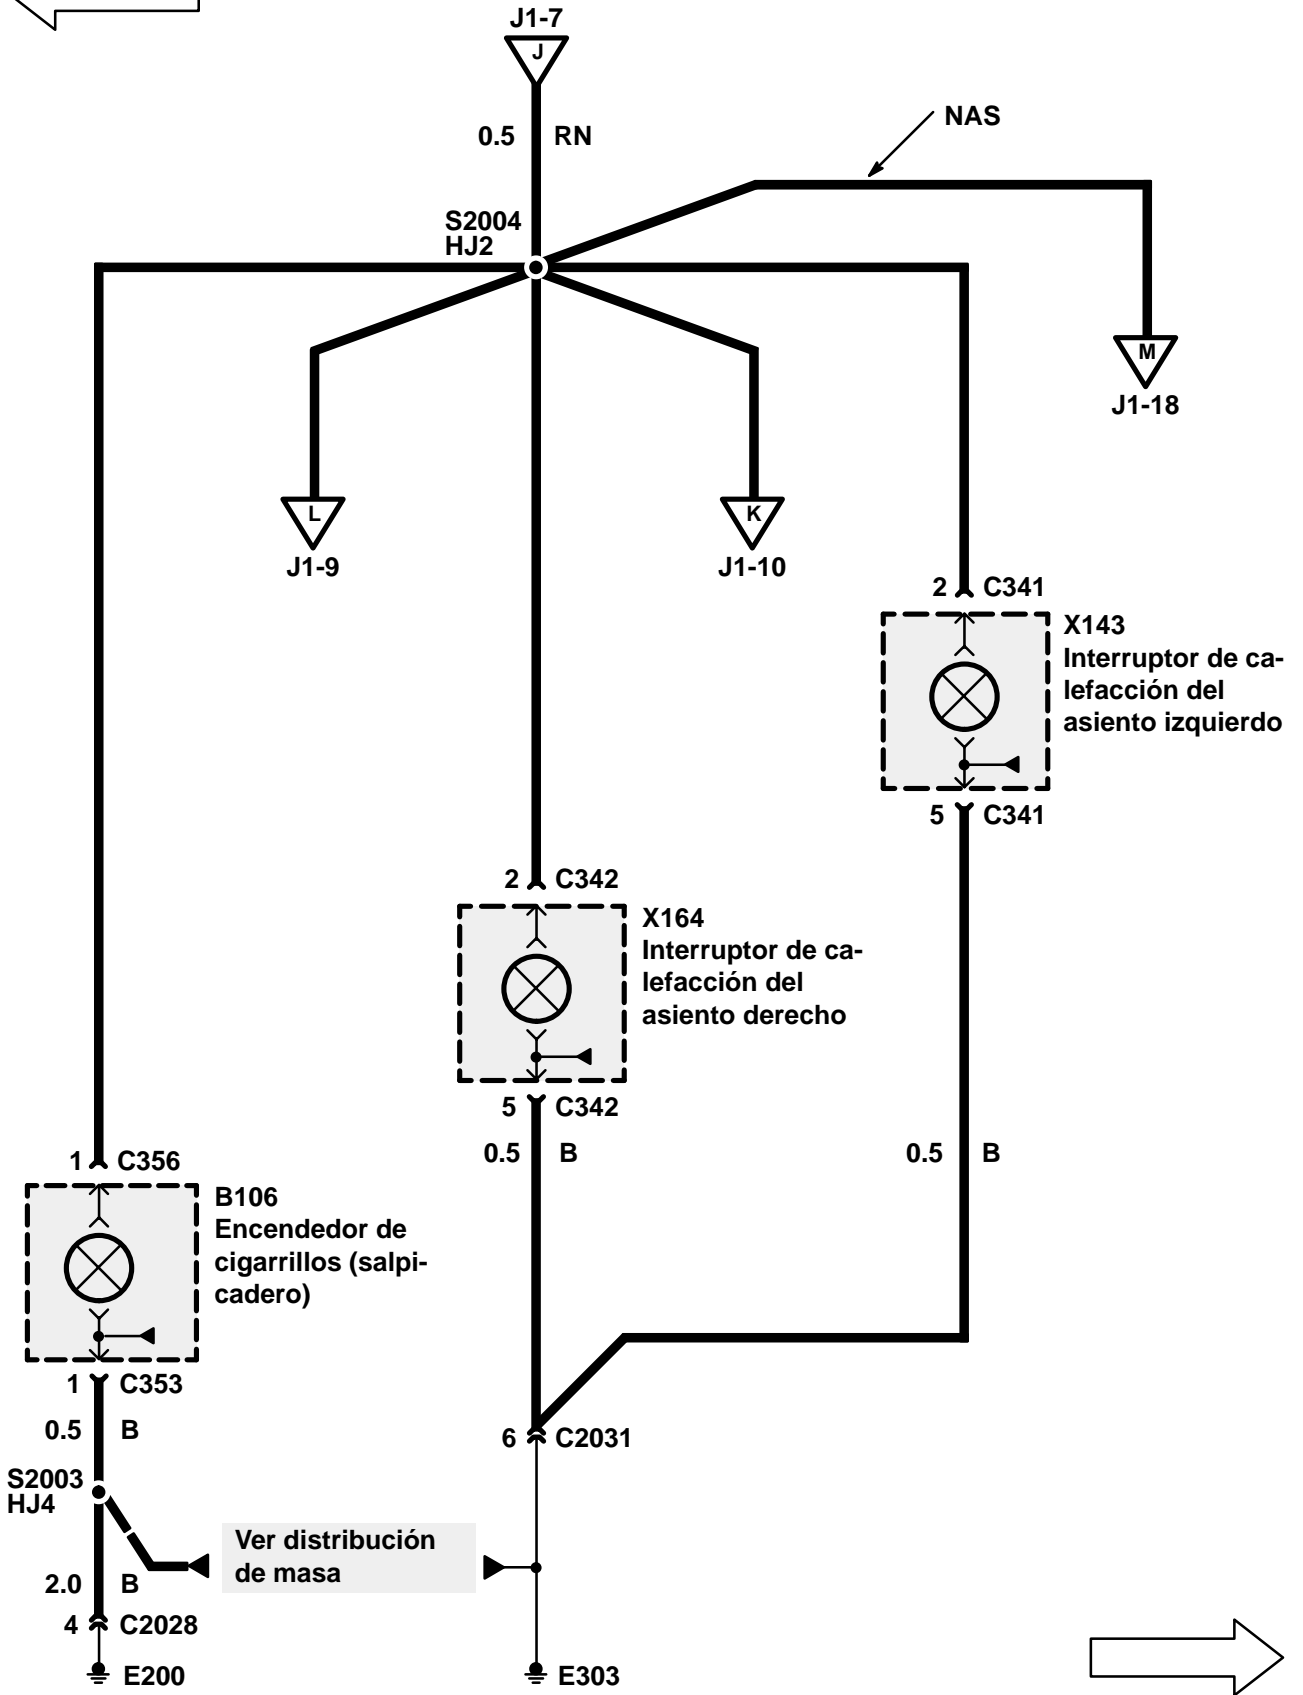 J1-7
J
0.5 RN
NAS
S2004
HJ2
M
J1-18
L
J1-9
K
J1-10
2 C341
X143
Interruptor de ca-
lefacción del
asiento izquierdo
5 C341
2 C342
X164
Interruptor de ca-
lefacción del
asiento derecho
5 C342
0.5 B
0.5 B
1 C356
B106
Encendedor de
cigarrillos (salpi-
cadero)
1 C353
0.5 B
6 C2031
S2003
HJ4
Ver distribución
de masa
2.0 B
4 C2028
E200
E303